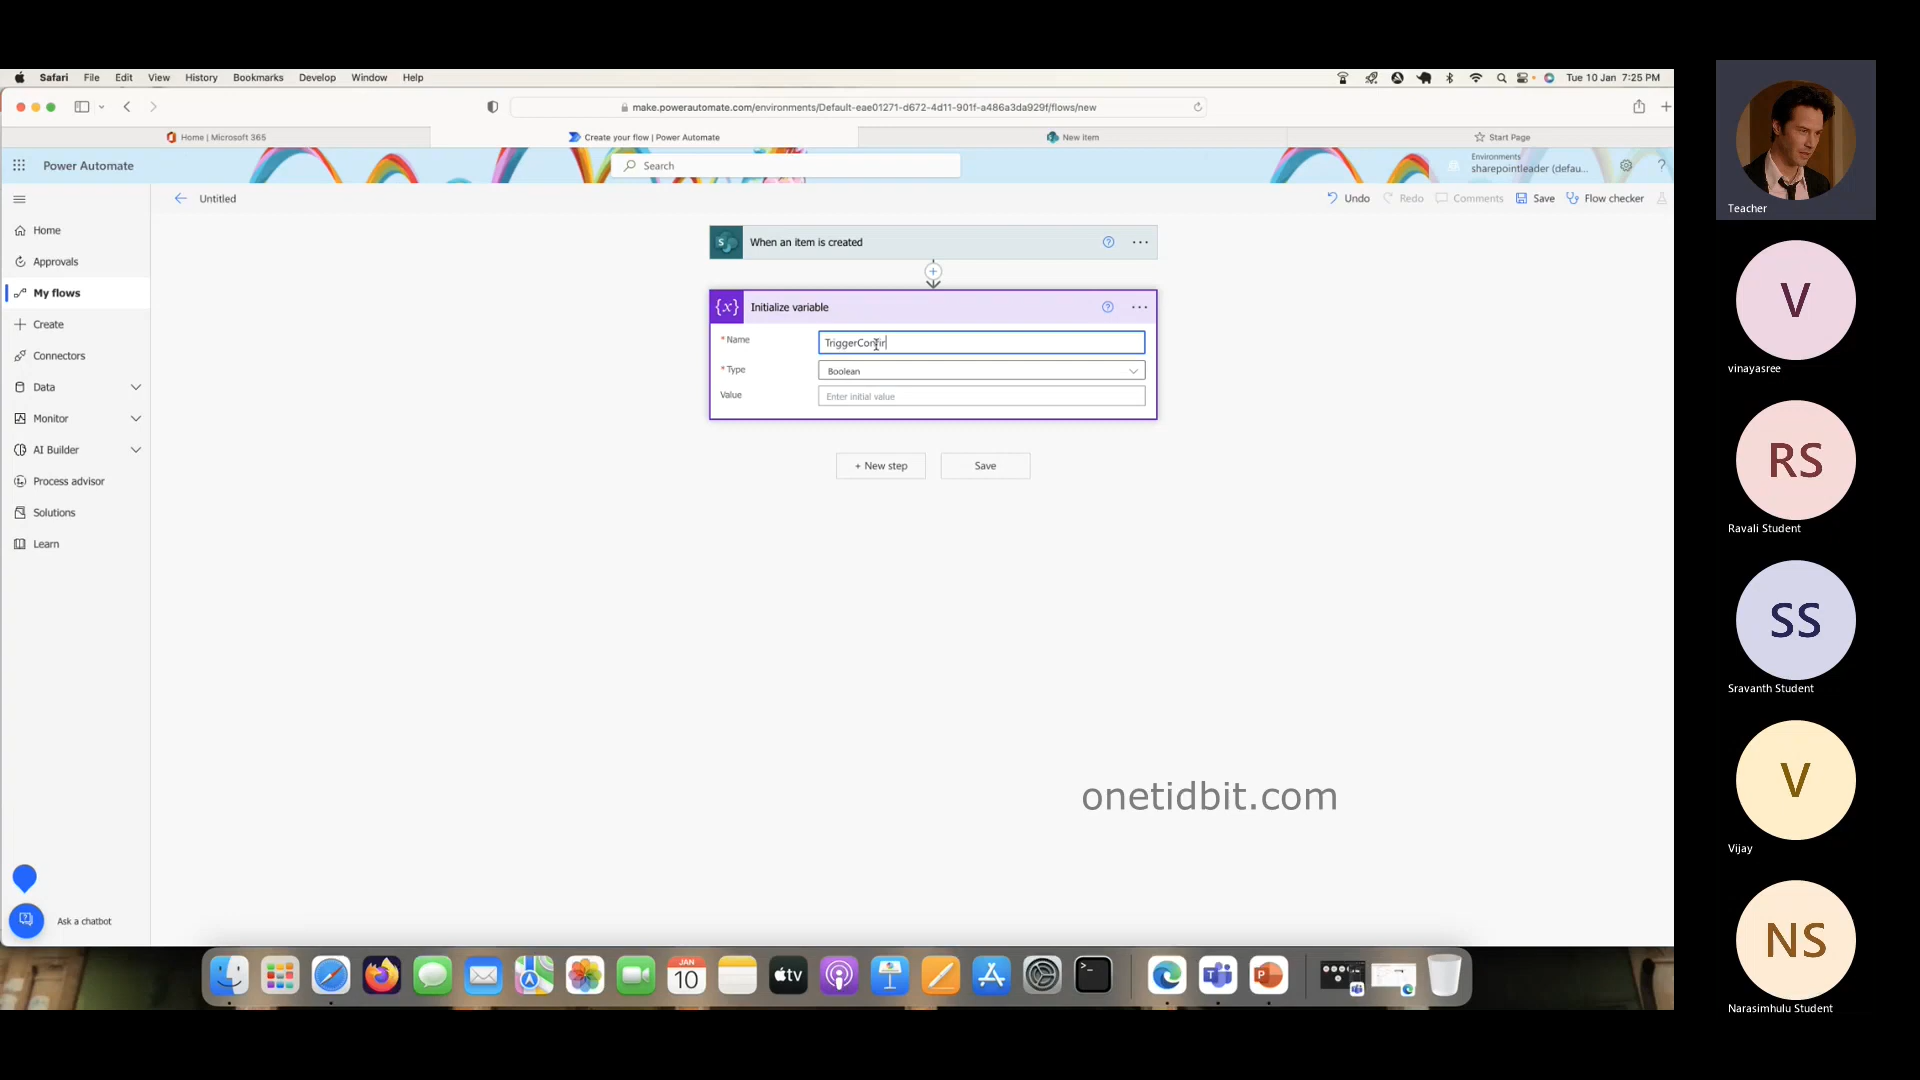 Safari File Edit View History Bookmarks Develop Window Help
Tue 10 Jan 7:25 PM
make.powerautomate.com/environments/Default-eae01271-d672-4d11-901f-a486a3da929f/flows/new
Home | Microsoft 365
Create your flow | Power Automate
New item
Start Page
Power Automate
Search
Environments
sharepointleader (defau...
Untitled
Undo
Redo
Comments
Save
Flow checker
Home
Approvals
My flows
Create
Connectors
Data
Monitor
AI Builder
Process advisor
Solutions
Learn
Ask a chatbot
When an item is created
{x} Initialize variable
* Name
TriggerConfir
* Type
Boolean
Value
Enter initial value
+ New step
Save
onetidbit.com
JAN
10
tv
Teacher
V
vinayasree
RS
Ravali Student
SS
Sravanth Student
V
Vijay
NS
Narasimhulu Student